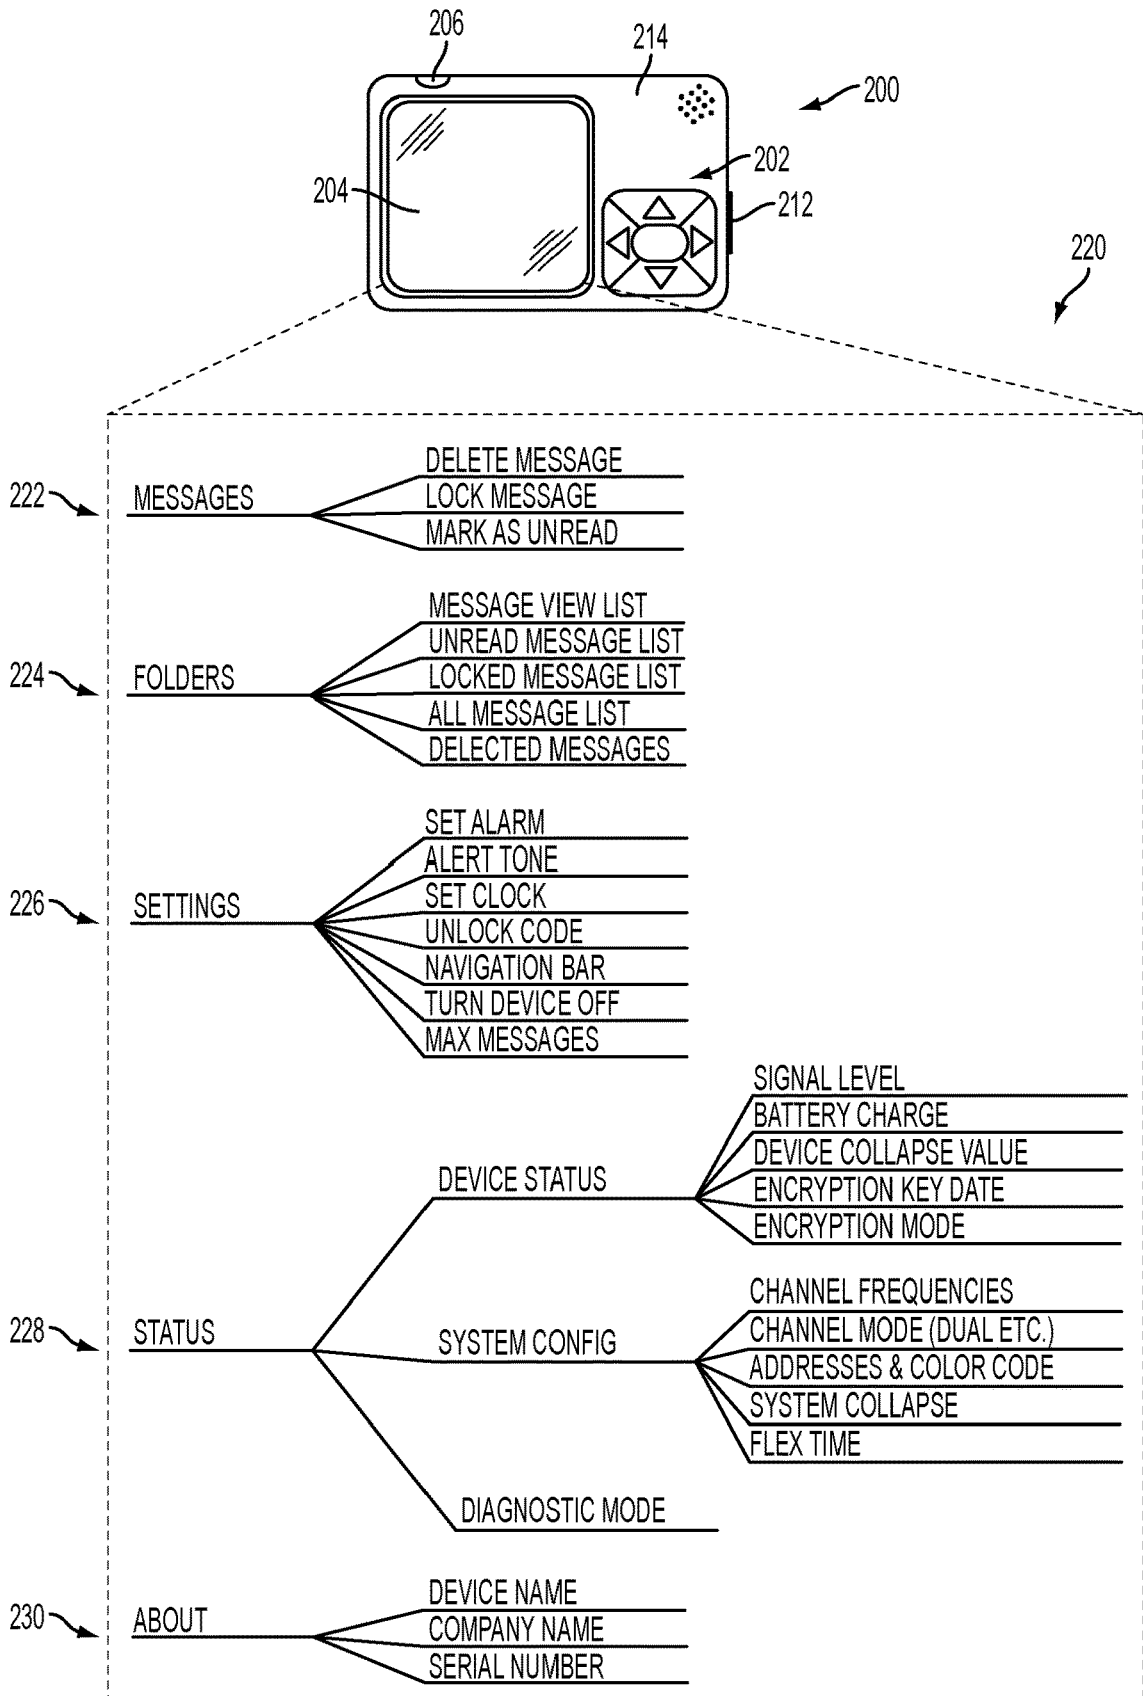 206
214
200
202
204
212
220
DELETE MESSAGE
222
MESSAGES
LOCK MESSAGE
MARK AS UNREAD
MESSAGE VIEW LIST
UNREAD MESSAGE LIST
224
FOLDERS
LOCKED MESSAGE LIST
ALL MESSAGE LIST
DELECTED MESSAGES
SET ALARM
ALERT TONE
SET CLOCK
226
SETTINGS
UNLOCK CODE
NAVIGATION BAR
TURN DEVICE OFF
MAX MESSAGES
SIGNAL LEVEL
BATTERY CHARGE
DEVICE STATUS
DEVICE COLLAPSE VALUE
ENCRYPTION KEY DATE
ENCRYPTION MODE
CHANNEL FREQUENCIES
228
STATUS
SYSTEM CONFIG
CHANNEL MODE (DUAL ETC.)
ADDRESSES & COLOR CODE
SYSTEM COLLAPSE
FLEX TIME
DIAGNOSTIC MODE
DEVICE NAME
230
ABOUT
COMPANY NAME
SERIAL NUMBER